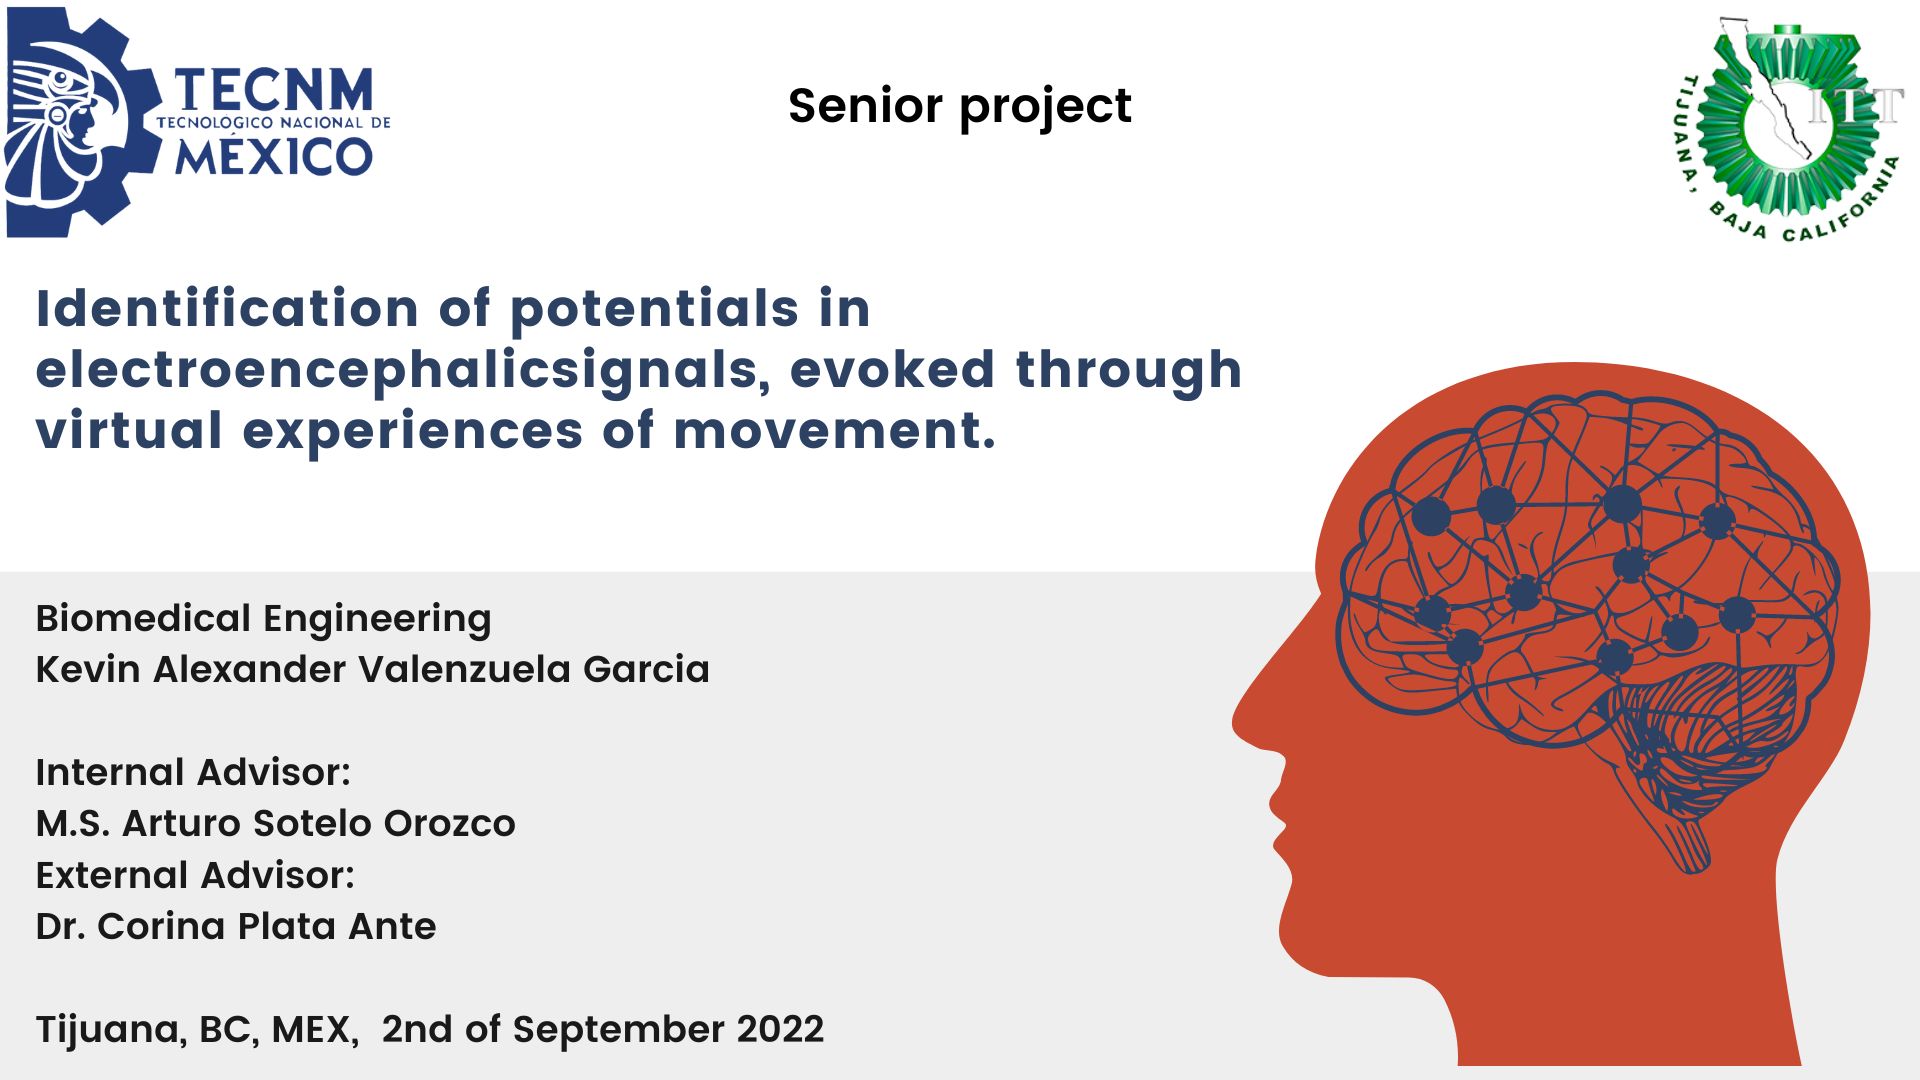 TECNM
TECNOLÓGICO NACIONAL DE
MÉXICO
Senior project
ITT
TIJUANA, BAJA CALIFORNIA
Identification of potentials in
electroencephalicsignals, evoked through
virtual experiences of movement.
Biomedical Engineering
Kevin Alexander Valenzuela Garcia
Internal Advisor:
M.S. Arturo Sotelo Orozco
External Advisor:
Dr. Corina Plata Ante
Tijuana, BC, MEX,  2nd of September 2022